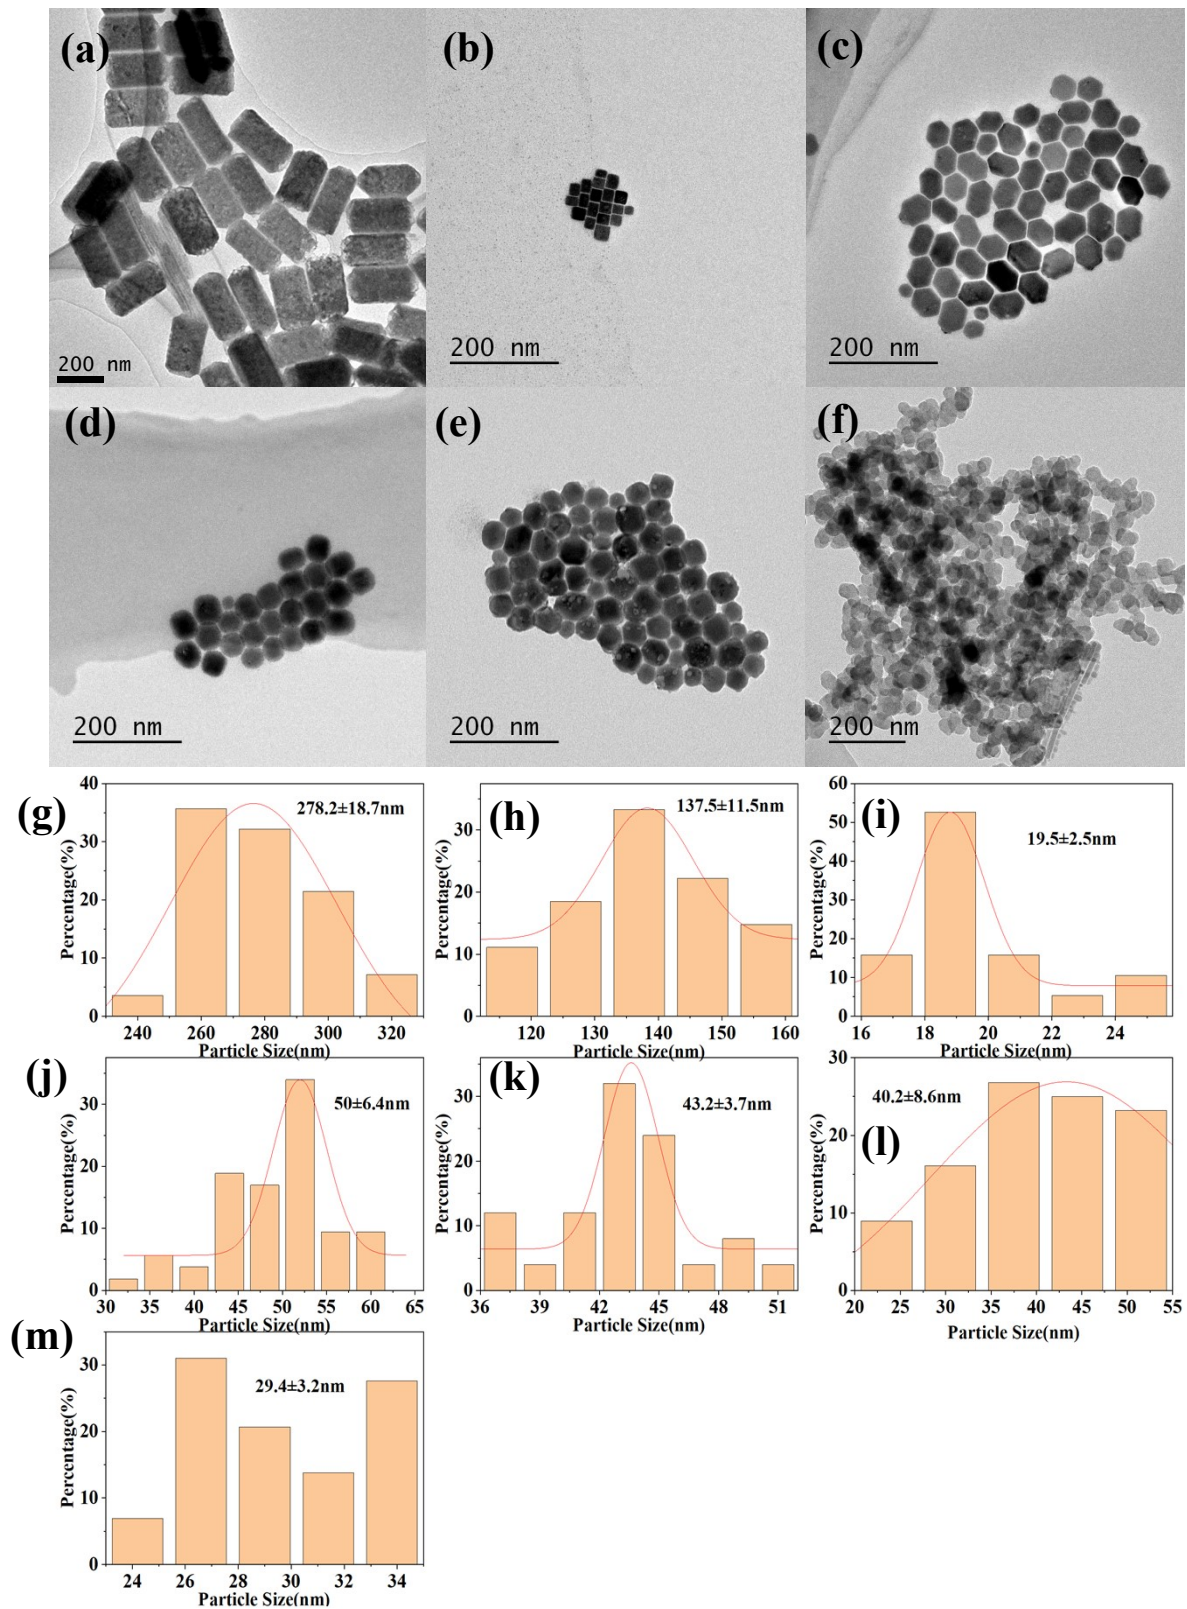 (a)
200 nm
(b)
200 nm
(c)
200 nm
(d)
200 nm
(e)
200 nm
(f)
200 nm
(g)
278.2±18.7nm
Percentage(%)
0
10
20
30
40
240
260
280
300
320
Particle Size(nm)
(h)
137.5±11.5nm
Percentage(%)
0
10
20
30
120
130
140
150
160
Particle Size(nm)
(i)
19.5±2.5nm
Percentage(%)
0
10
20
30
40
50
60
16
18
20
22
24
Particle Size(nm)
(j)
50±6.4nm
Percentage(%)
0
10
20
30
30
35
40
45
50
55
60
65
Particle Size(nm)
(k)
43.2±3.7nm
Percentage(%)
0
10
20
30
36
39
42
45
48
51
Particle Size(nm)
(l)
40.2±8.6nm
Percentage(%)
0
10
20
30
20
25
30
35
40
45
50
55
Particle Size(nm)
(m)
29.4±3.2nm
Percentage(%)
0
10
20
30
24
26
28
30
32
34
Particle Size(nm)